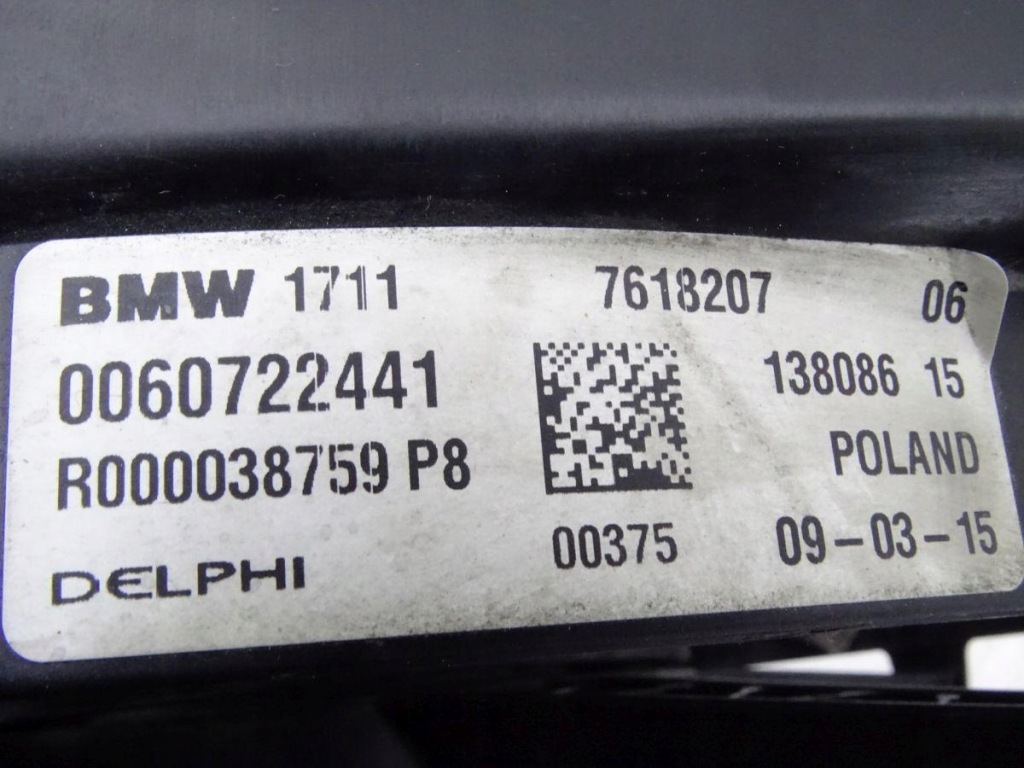 BMW 1711 7618207 06
0060722441 138086 15
R000038759 P8 POLAND
DELPHI 00375 09-03-15